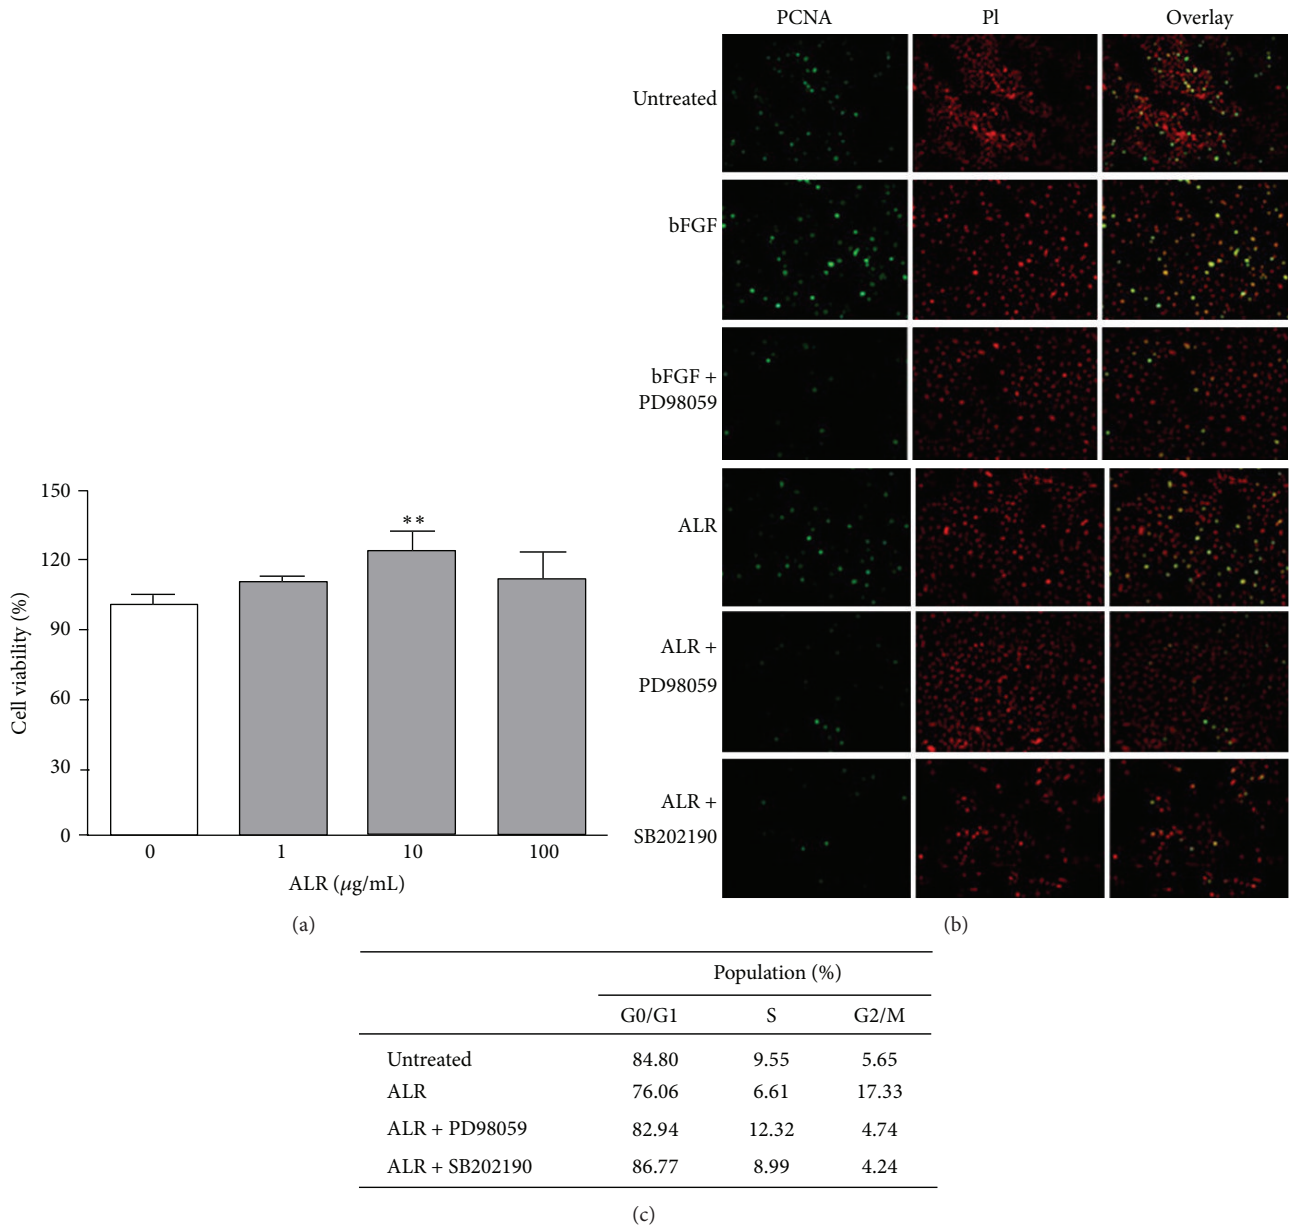 PCNA Pl Overlay
Untreated
bFGF
bFGF +
PD98059
ALR
ALR +
PD98059
ALR +
SB202190
(b)
150
120
90
60
30
0
Cell viability (%)
**
0 1 10 100
ALR (μg/mL)
(a)
Population (%)
G0/G1 S G2/M
Untreated 84.80 9.55 5.65
ALR 76.06 6.61 17.33
ALR + PD98059 82.94 12.32 4.74
ALR + SB202190 86.77 8.99 4.24
(c)